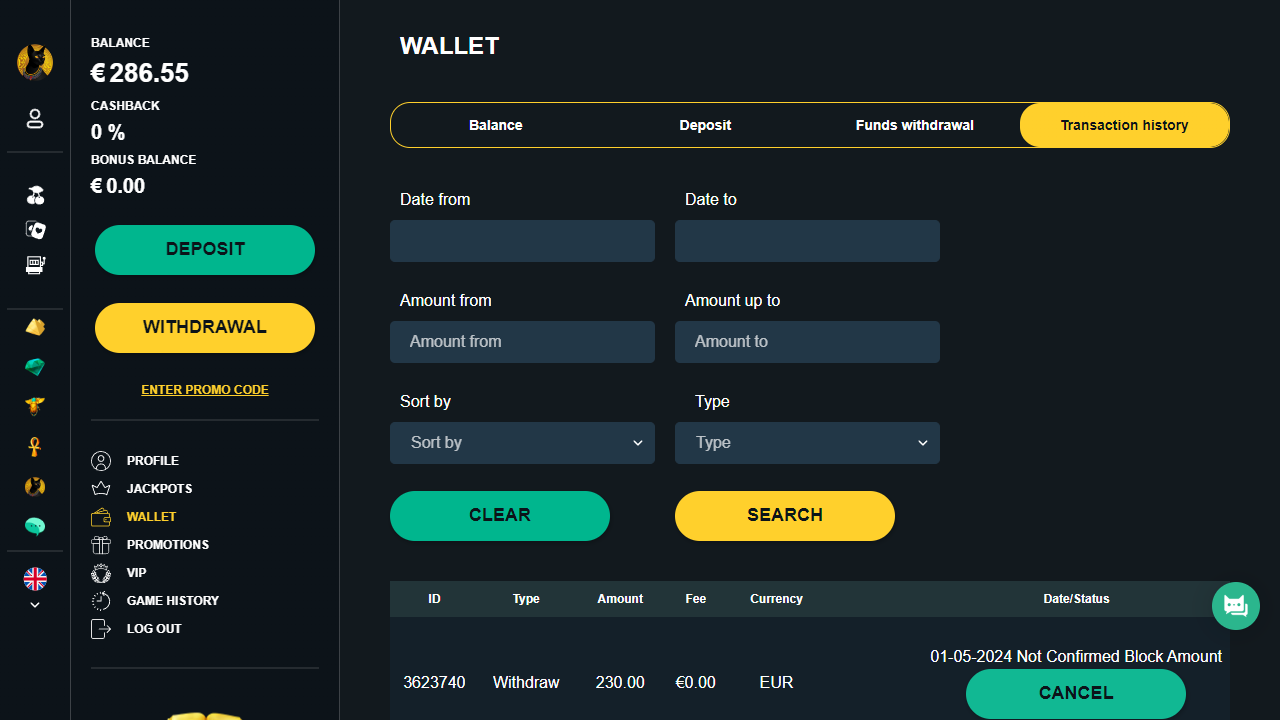 BALANCE
€ 286.55
CASHBACK
0 %
BONUS BALANCE
€ 0.00
DEPOSIT
WITHDRAWAL
ENTER PROMO CODE
PROFILE
JACKPOTS
WALLET
PROMOTIONS
VIP
GAME HISTORY
LOG OUT
WALLET
Balance Deposit Funds withdrawal Transaction history
Date from Date to
Amount from Amount up to
Amount from Amount to
Sort by Type
Sort by Type
CLEAR SEARCH
ID Type Amount Fee Currency Date/Status
01-05-2024 Not Confirmed Block Amount
3623740 Withdraw 230.00 €0.00 EUR
CANCEL